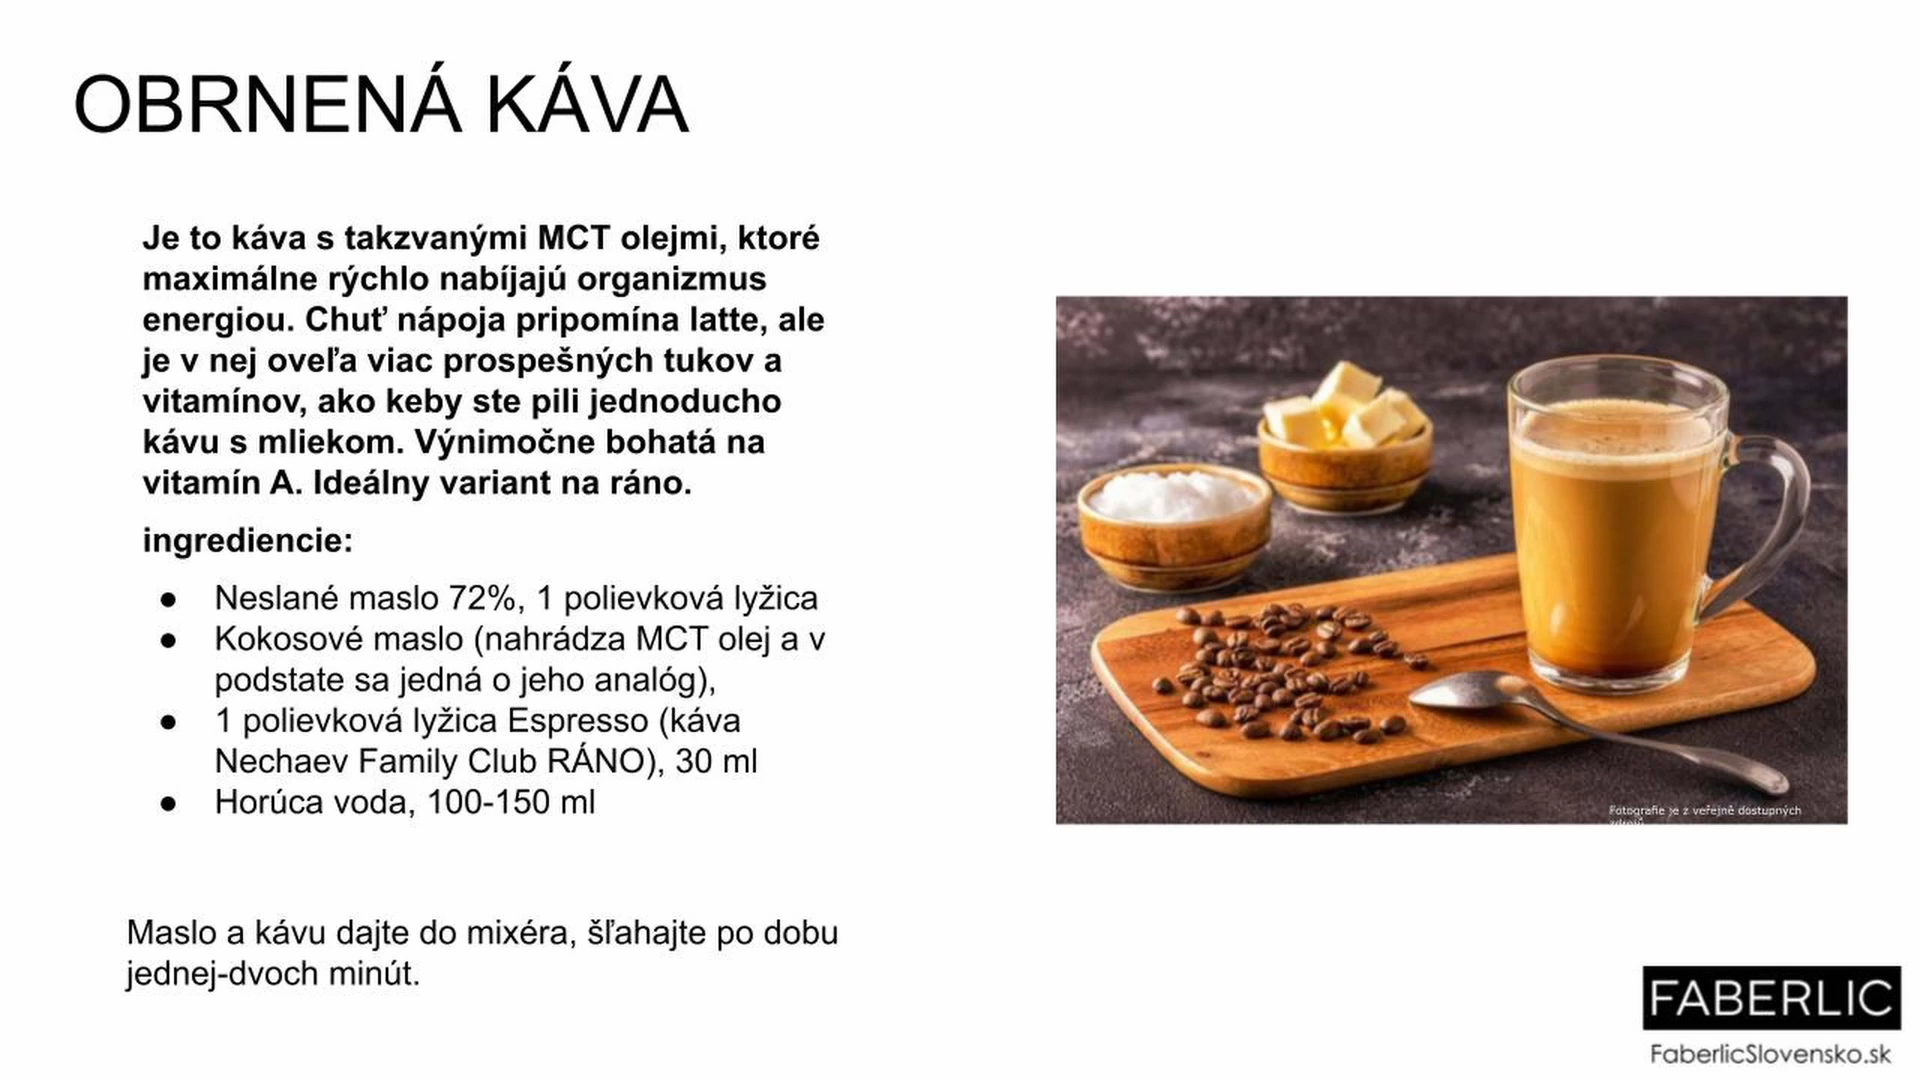 OBRNENÁ KÁVA
Je to káva s takzvanými MCT olejmi, ktoré
maximálne rýchlo nabíjajú organizmus
energiou. Chuť nápoja pripomína latte, ale
je v nej oveľa viac prospešných tukov a
vitamínov, ako keby ste pili jednoducho
kávu s mliekom. Výnimočne bohatá na
vitamín A. Ideálny variant na ráno.
ingrediencie:
● Neslané maslo 72%, 1 polievková lyžica
● Kokosové maslo (nahrádza MCT olej a v
podstate sa jedná o jeho analóg),
● 1 polievková lyžica Espresso (káva
Nechaev Family Club RÁNO), 30 ml
● Horúca voda, 100-150 ml
Maslo a kávu dajte do mixéra, šľahajte po dobu
jednej-dvoch minút.
Fotografie je z veřejně dostupných
FABERLIC
FaberlicSlovensko.sk